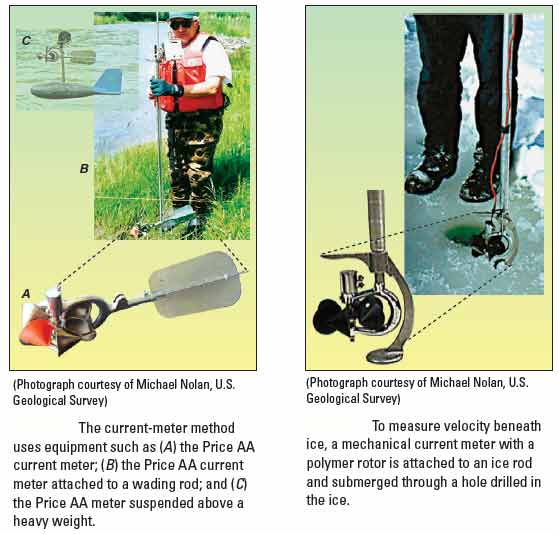 C
B
A
(Photograph courtesy of Michael Nolan, U.S.
Geological Survey)
The current-meter method
uses equipment such as (A) the Price AA
current meter; (B) the Price AA current
meter attached to a wading rod; and (C)
the Price AA meter suspended above a
heavy weight.
(Photograph courtesy of Michael Nolan, U.S.
Geological Survey)
To measure velocity beneath
ice, a mechanical current meter with a
polymer rotor is attached to an ice rod
and submerged through a hole drilled in
the ice.